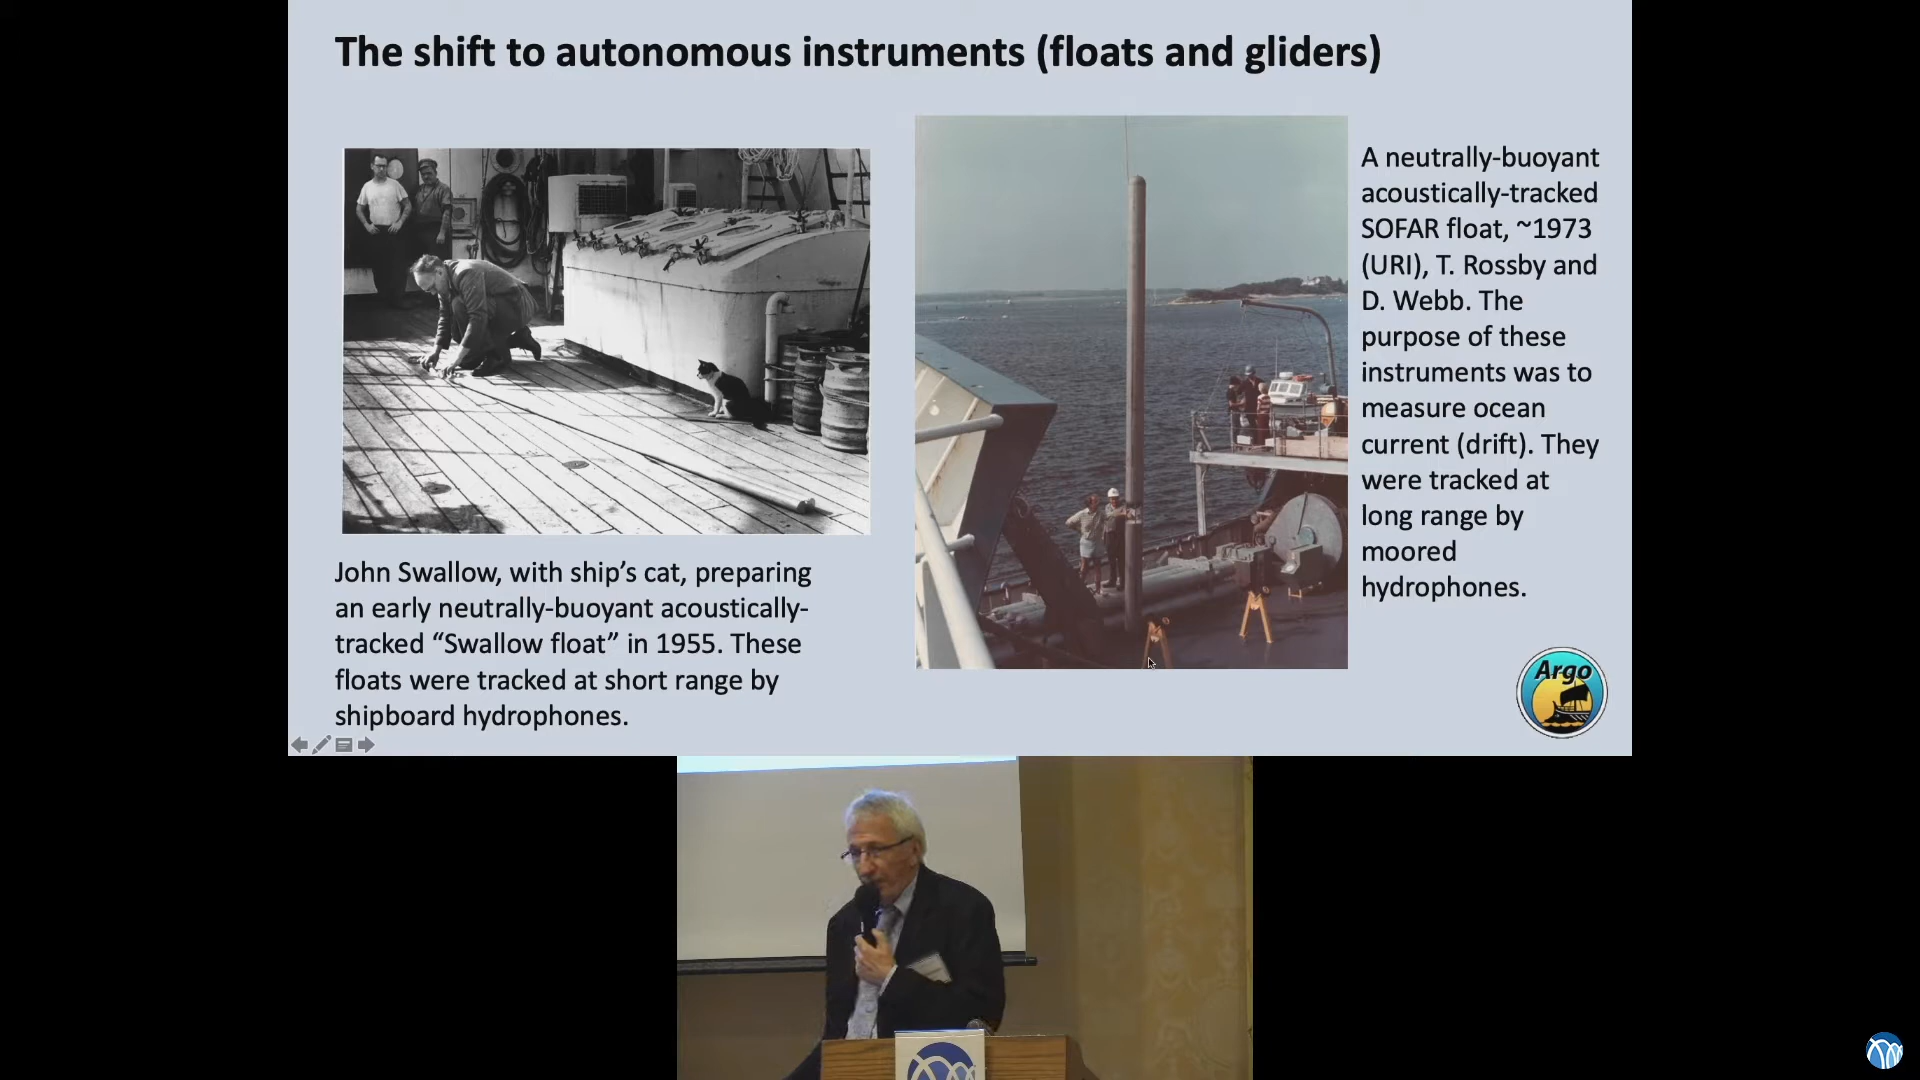 The shift to autonomous instruments (floats and gliders)
John Swallow, with ship's cat, preparing
an early neutrally-buoyant acoustically-
tracked “Swallow float” in 1955. These
floats were tracked at short range by
shipboard hydrophones.
A neutrally-buoyant
acoustically-tracked
SOFAR float, ~1973
(URI), T. Rossby and
D. Webb. The
purpose of these
instruments was to
measure ocean
current (drift). They
were tracked at
long range by
moored
hydrophones.
Argo